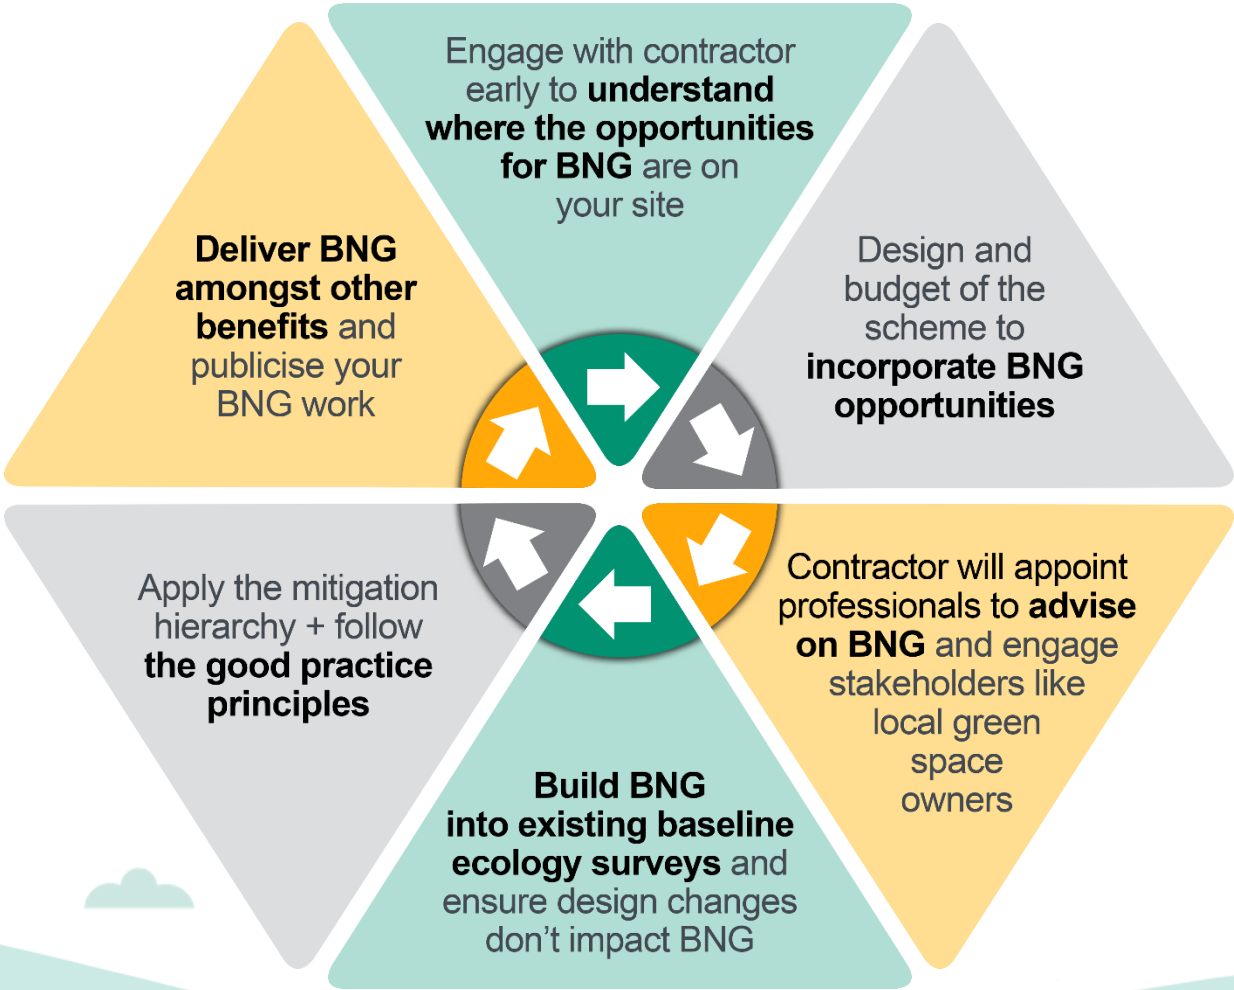 Engage with contractor
early to understand
where the opportunities
for BNG are on
your site
Design and
budget of the
scheme to
incorporate BNG
opportunities
Contractor will appoint
professionals to advise
on BNG and engage
stakeholders like
local green
space
owners
Build BNG
into existing baseline
ecology surveys and
ensure design changes
don’t impact BNG
Apply the mitigation
hierarchy + follow
the good practice
principles
Deliver BNG
amongst other
benefits and
publicise your
BNG work